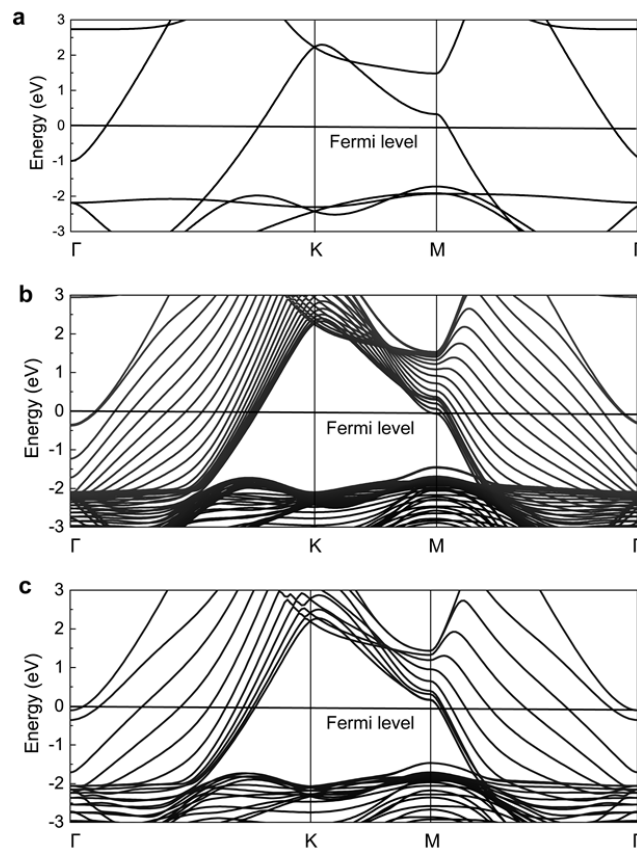 a
3
2
1
0
-1
-2
-3
Energy (eV)
Fermi level
Γ K M Γ
b
3
2
1
0
-1
-2
-3
Energy (eV)
Fermi level
Γ K M Γ
c
3
2
1
0
-1
-2
-3
Energy (eV)
Fermi level
Γ K M Γ